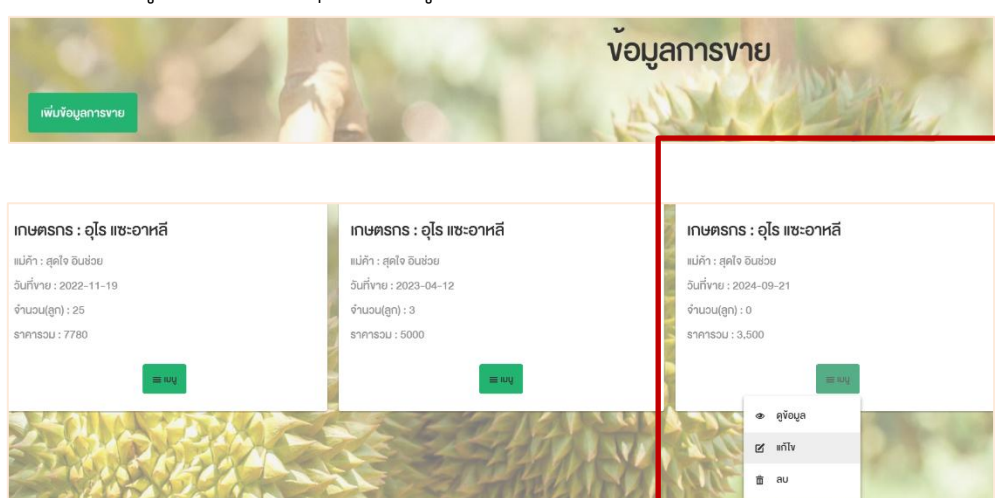 ข้อมูลการขาย
เพิ่มข้อมูลการขาย
เกษตรกร : อุไร แซะอาหลี
แม่ค้า : สุดใจ อินช่วย
วันที่ขาย : 2022-11-19
จำนวน(ลูก) : 25
ราคารวม : 7780
เมนู
เกษตรกร : อุไร แซะอาหลี
แม่ค้า : สุดใจ อินช่วย
วันที่ขาย : 2023-04-12
จำนวน(ลูก) : 3
ราคารวม : 5000
เมนู
เกษตรกร : อุไร แซะอาหลี
แม่ค้า : สุดใจ อินช่วย
วันที่ขาย : 2024-09-21
จำนวน(ลูก) : 0
ราคารวม : 3,500
เมนู
ดูข้อมูล
แก้ไข
ลบ